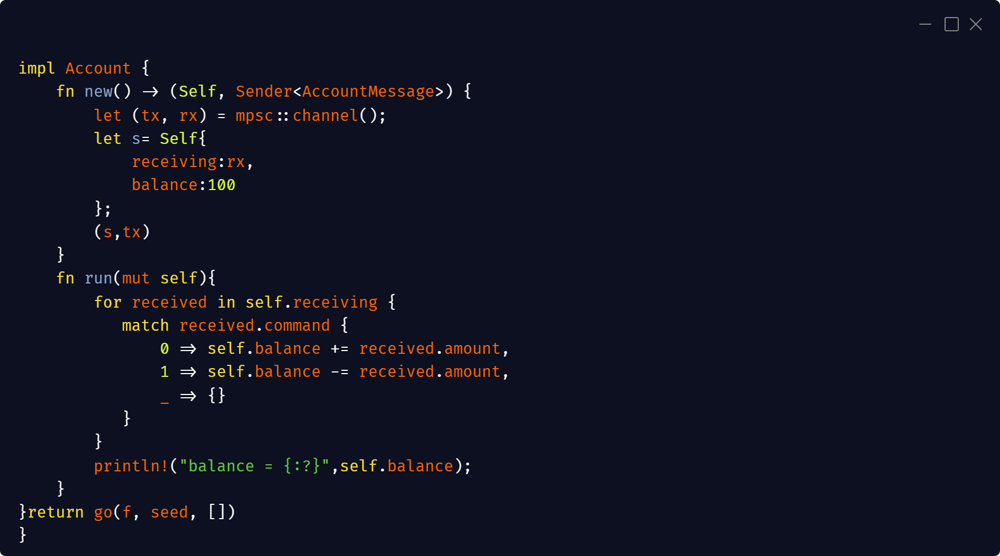 impl Account {
    fn new() -> (Self, Sender<AccountMessage>) {
        let (tx, rx) = mpsc::channel();
        let s= Self{
            receiving:rx,
            balance:100
        };
        (s,tx)
    }
    fn run(mut self){
        for received in self.receiving {
           match received.command {
               0 => self.balance += received.amount,
               1 => self.balance -= received.amount,
               _ => {}
           }
        }
        println!("balance = {:?}",self.balance);
    }
}return go(f, seed, [])
}